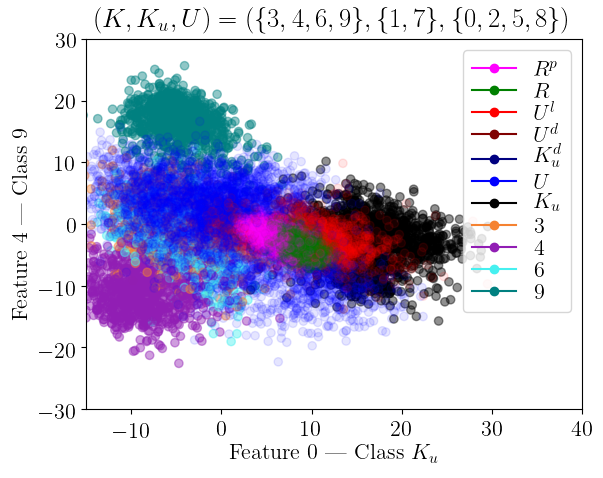 (K, K_u, U) = ({3, 4, 6, 9}, {1, 7}, {0, 2, 5, 8})
30
20
10
0
−10
−20
−30
Feature 4 — Class 9
−10 0 10 20 30 40
Feature 0 — Class K_u
R^p
R
U^l
U^d
K_u^d
U
K_u
3
4
6
9